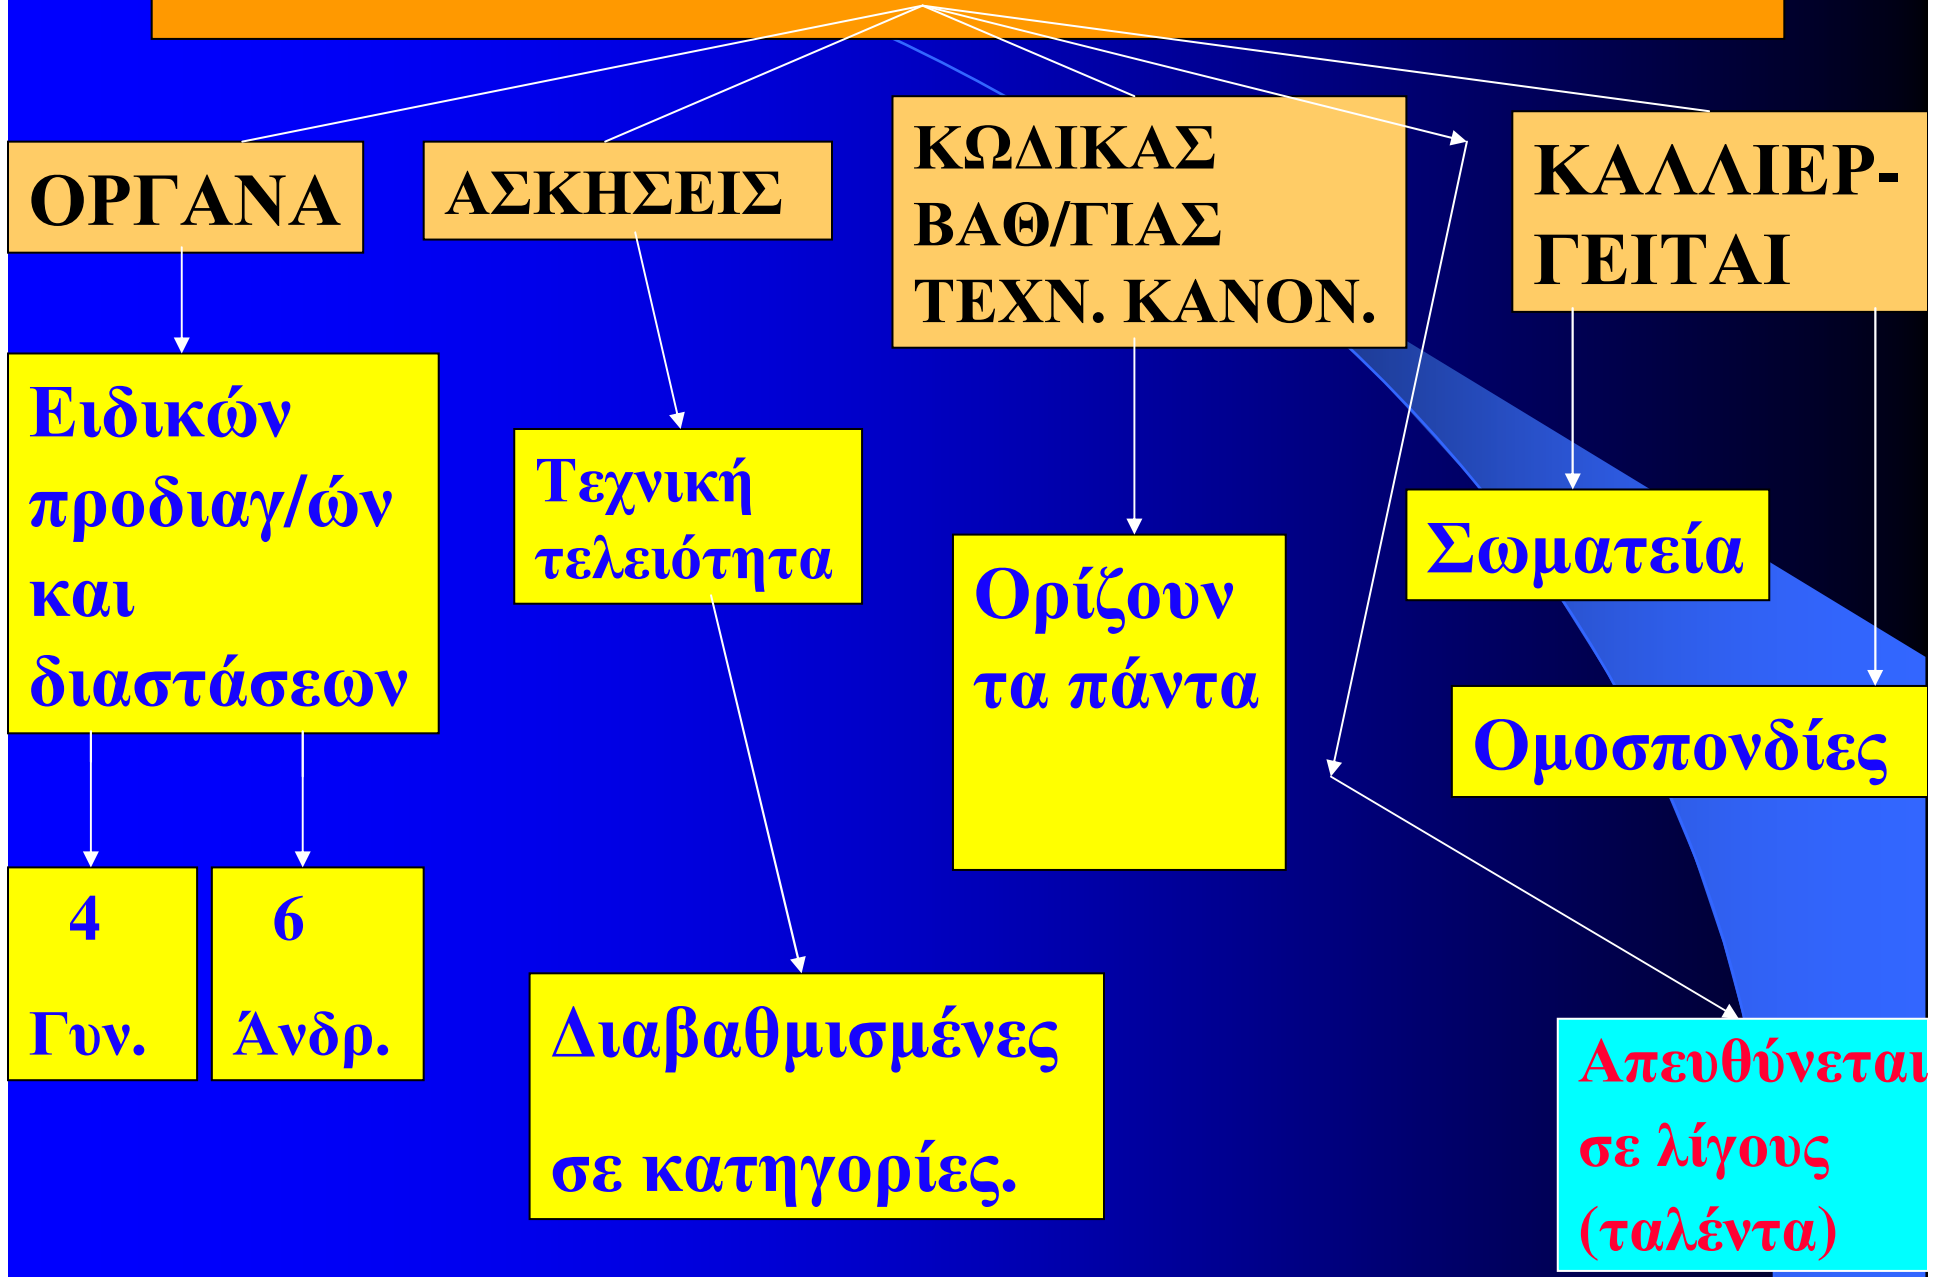 ΟΡΓΑΝΑ
ΑΣΚΗΣΕΙΣ
ΚΩΔΙΚΑΣ
ΒΑΘ/ΓΙΑΣ
ΤΕΧΝ. ΚΑΝΟΝ.
ΚΑΛΛΙΕΡ-
ΓΕΙΤΑΙ
Ειδικών
προδιαγ/ών
και
διαστάσεων
Τεχνική
τελειότητα
Ορίζουν
τα πάντα
Σωματεία
Ομοσπονδίες
4
Γυν.
6
Άνδρ.
Διαβαθμισμένες
σε κατηγορίες.
Απευθύνεται
σε λίγους
(ταλέντα)